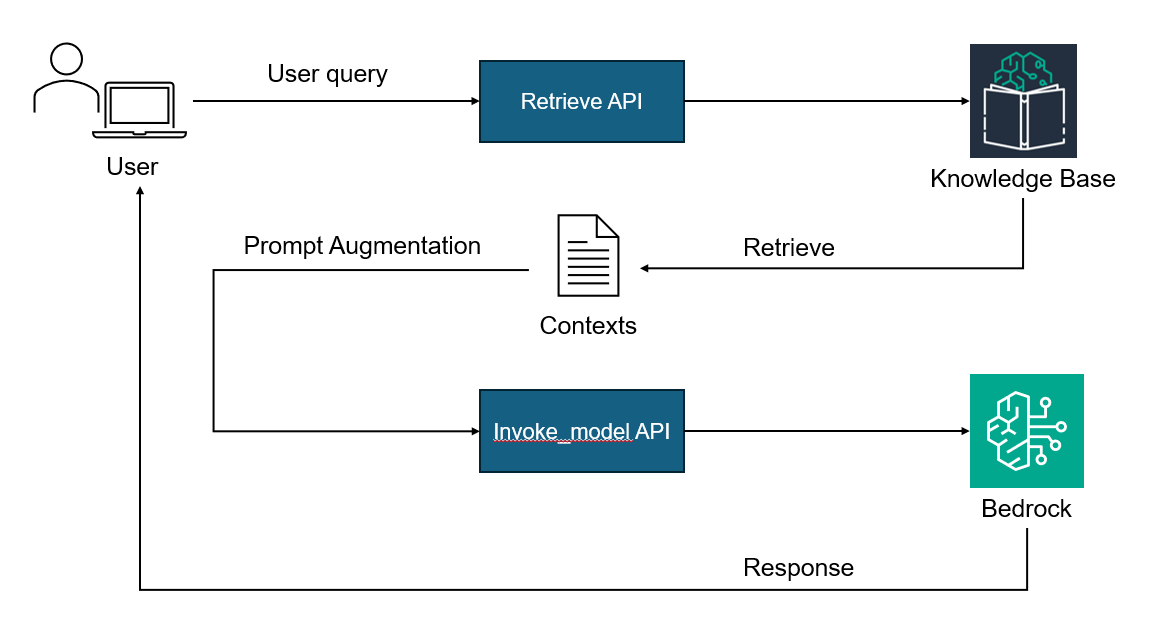 User query
Retrieve API
User
Knowledge Base
Prompt Augmentation
Retrieve
Contexts
Invoke_model API
Bedrock
Response